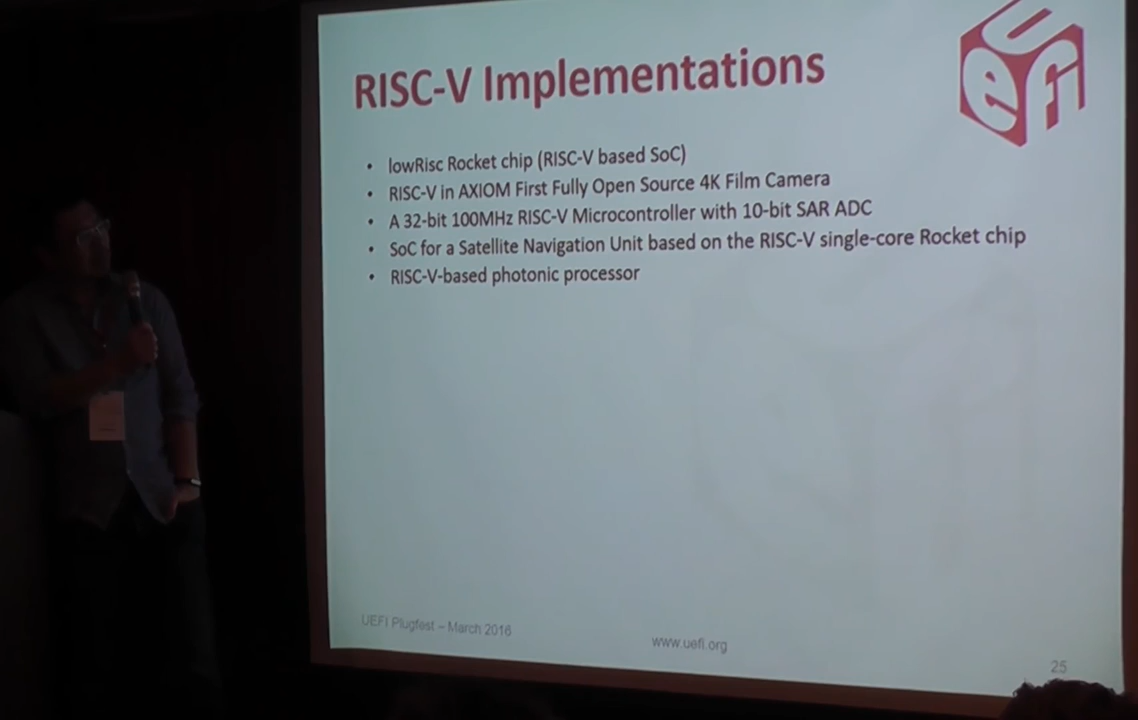 RISC-V Implementations
UEFI
• lowRisc Rocket chip (RISC-V based SoC)
• RISC-V in AXIOM First Fully Open Source 4K Film Camera
• A 32-bit 100MHz RISC-V Microcontroller with 10-bit SAR ADC
• SoC for a Satellite Navigation Unit based on the RISC-V single-core Rocket chip
• RISC-V-based photonic processor
UEFI Plugfest – March 2016
www.uefi.org
25